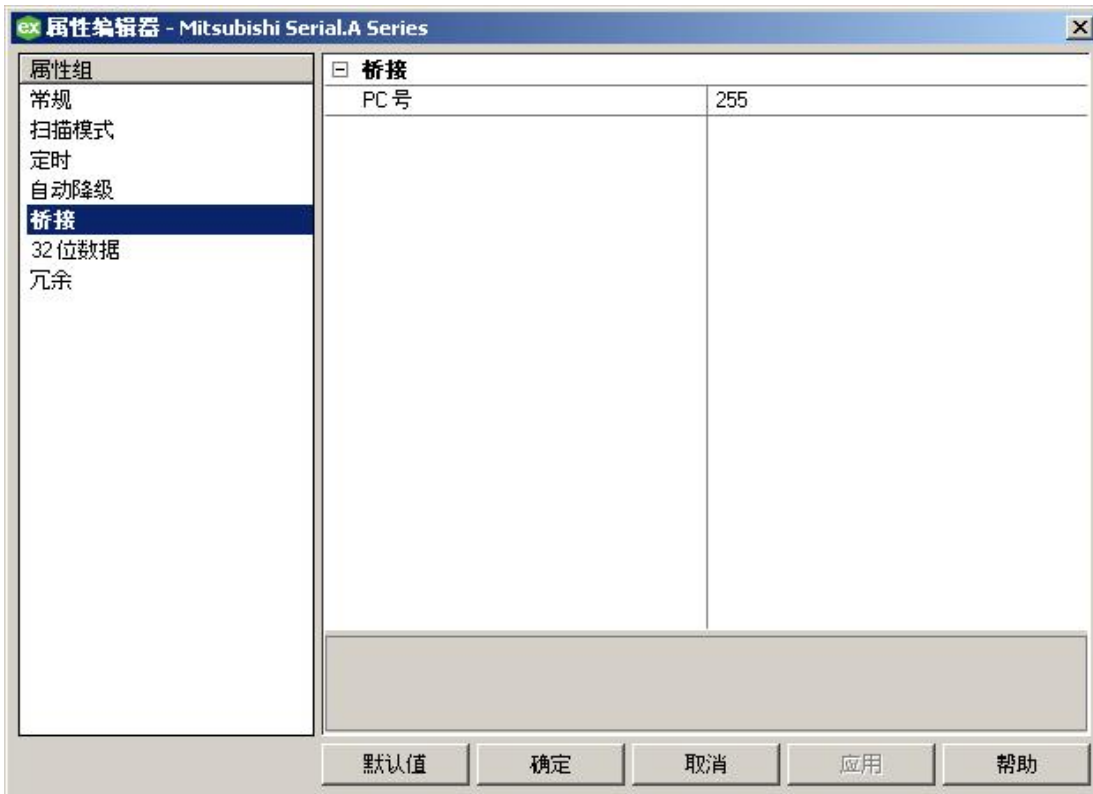 ex 属性编辑器 - Mitsubishi Serial.A Series
属性组
常规
扫描模式
定时
自动降级
桥接
32 位数据
冗余
桥接
PC 号 255
默认值 确定 取消 应用 帮助